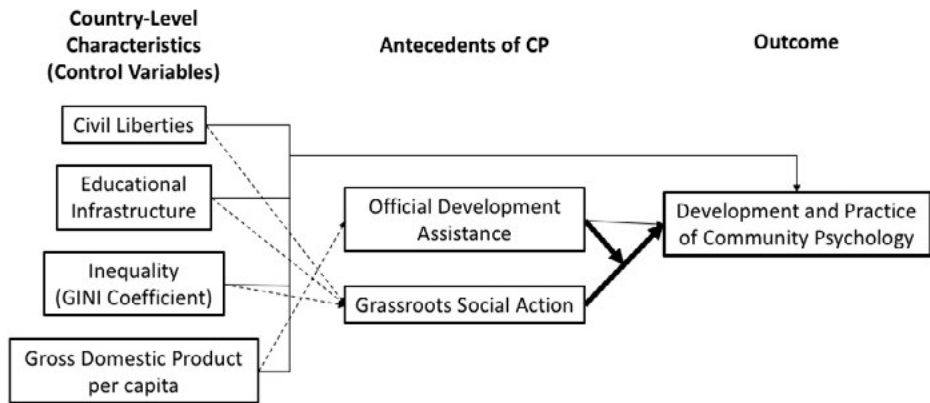 Country-Level
Characteristics
(Control Variables)
Antecedents of CP
Outcome
Civil Liberties
Educational
Infrastructure
Inequality
(GINI Coefficient)
Gross Domestic Product
per capita
Official Development
Assistance
Grassroots Social Action
Development and Practice
of Community Psychology